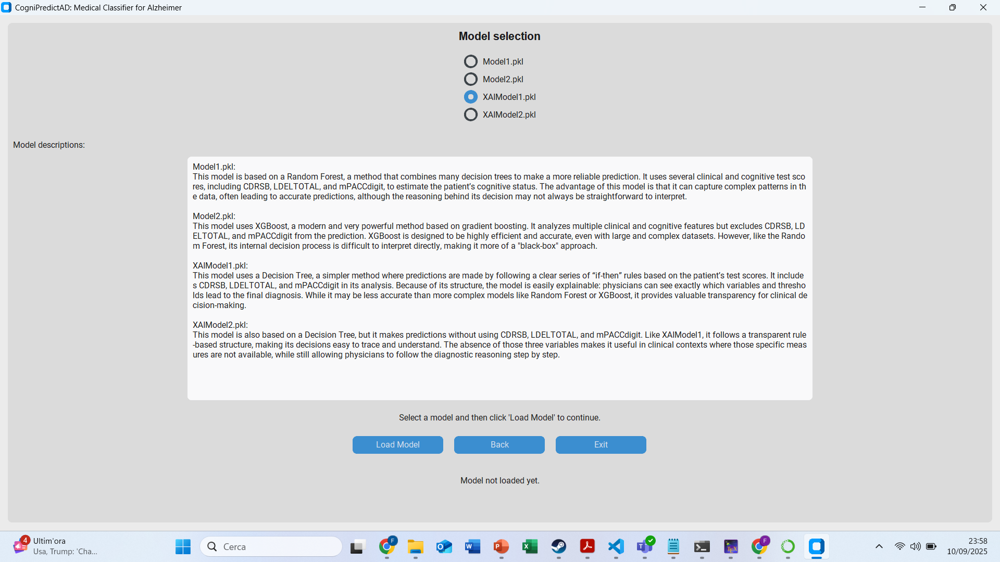 CogniPredictAD: Medical Classifier for Alzheimer
Model selection
Model1.pkl
Model2.pkl
XAIModel1.pkl
XAIModel2.pkl
Model descriptions:
Model1.pkl:
This model is based on a Random Forest, a method that combines many decision trees to make a more reliable prediction. It uses several clinical and cognitive test sco
res, including CDRSB, LDELTOTAL, and mPACCdigit, to estimate the patient’s cognitive status. The advantage of this model is that it can capture complex patterns in th
e data, often leading to accurate predictions, although the reasoning behind its decision may not always be straightforward to interpret.
Model2.pkl:
This model uses XGBoost, a modern and very powerful method based on gradient boosting. It analyzes multiple clinical and cognitive features but excludes CDRSB, LD
ELTOTAL, and mPACCdigit from the prediction. XGBoost is designed to be highly efficient and accurate, even with large and complex datasets. However, like the Rando
m Forest, its internal decision process is difficult to interpret directly, making it more of a "black-box" approach.
XAIModel1.pkl:
This model uses a Decision Tree, a simpler method where predictions are made by following a clear series of “if-then” rules based on the patient’s test scores. It include
s CDRSB, LDELTOTAL, and mPACCdigit in its analysis. Because of its structure, the model is easily explainable: physicians can see exactly which variables and thresho
lds lead to the final diagnosis. While it may be less accurate than more complex models like Random Forest or XGBoost, it provides valuable transparency for clinical de
cision-making.
XAIModel2.pkl:
This model is also based on a Decision Tree, but it makes predictions without using CDRSB, LDELTOTAL, and mPACCdigit. Like XAIModel1, it follows a transparent rule
-based structure, making its decisions easy to trace and understand. The absence of those three variables makes it useful in clinical contexts where those specific meas
ures are not available, while still allowing physicians to follow the diagnostic reasoning step by step.
Select a model and then click 'Load Model' to continue.
Load Model
Back
Exit
Model not loaded yet.
4
Ultim'ora
Usa, Trump: 'Cha...
Cerca
F
O
W
P
X
T
TEX
F
23:58
10/09/2025